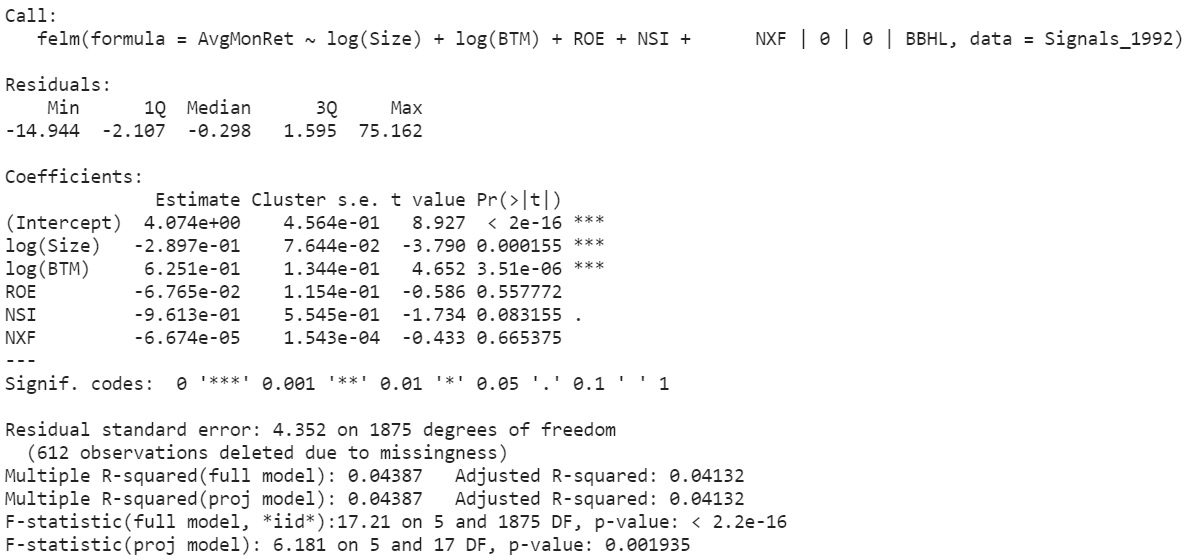 Call:
   felm(formula = AvgMonRet ~ log(Size) + log(BTM) + ROE + NSI +      NXF | 0 | 0 | BBHL, data = Signals_1992)

Residuals:
    Min      1Q  Median      3Q     Max
-14.944  -2.107  -0.298   1.595  75.162

Coefficients:
              Estimate Cluster s.e. t value Pr(>|t|)
(Intercept)  4.074e+00    4.564e-01   8.927  < 2e-16 ***
log(Size)   -2.897e-01    7.644e-02  -3.790 0.000155 ***
log(BTM)     6.251e-01    1.344e-01   4.652 3.51e-06 ***
ROE         -6.765e-02    1.154e-01  -0.586 0.557772
NSI         -9.613e-01    5.545e-01  -1.734 0.083155 .
NXF         -6.674e-05    1.543e-04  -0.433 0.665375
---
Signif. codes:  0 '***' 0.001 '**' 0.01 '*' 0.05 '.' 0.1 ' ' 1

Residual standard error: 4.352 on 1875 degrees of freedom
  (612 observations deleted due to missingness)
Multiple R-squared(full model): 0.04387   Adjusted R-squared: 0.04132
Multiple R-squared(proj model): 0.04387   Adjusted R-squared: 0.04132
F-statistic(full model, *iid*):17.21 on 5 and 1875 DF, p-value: < 2.2e-16
F-statistic(proj model): 6.181 on 5 and 17 DF, p-value: 0.001935